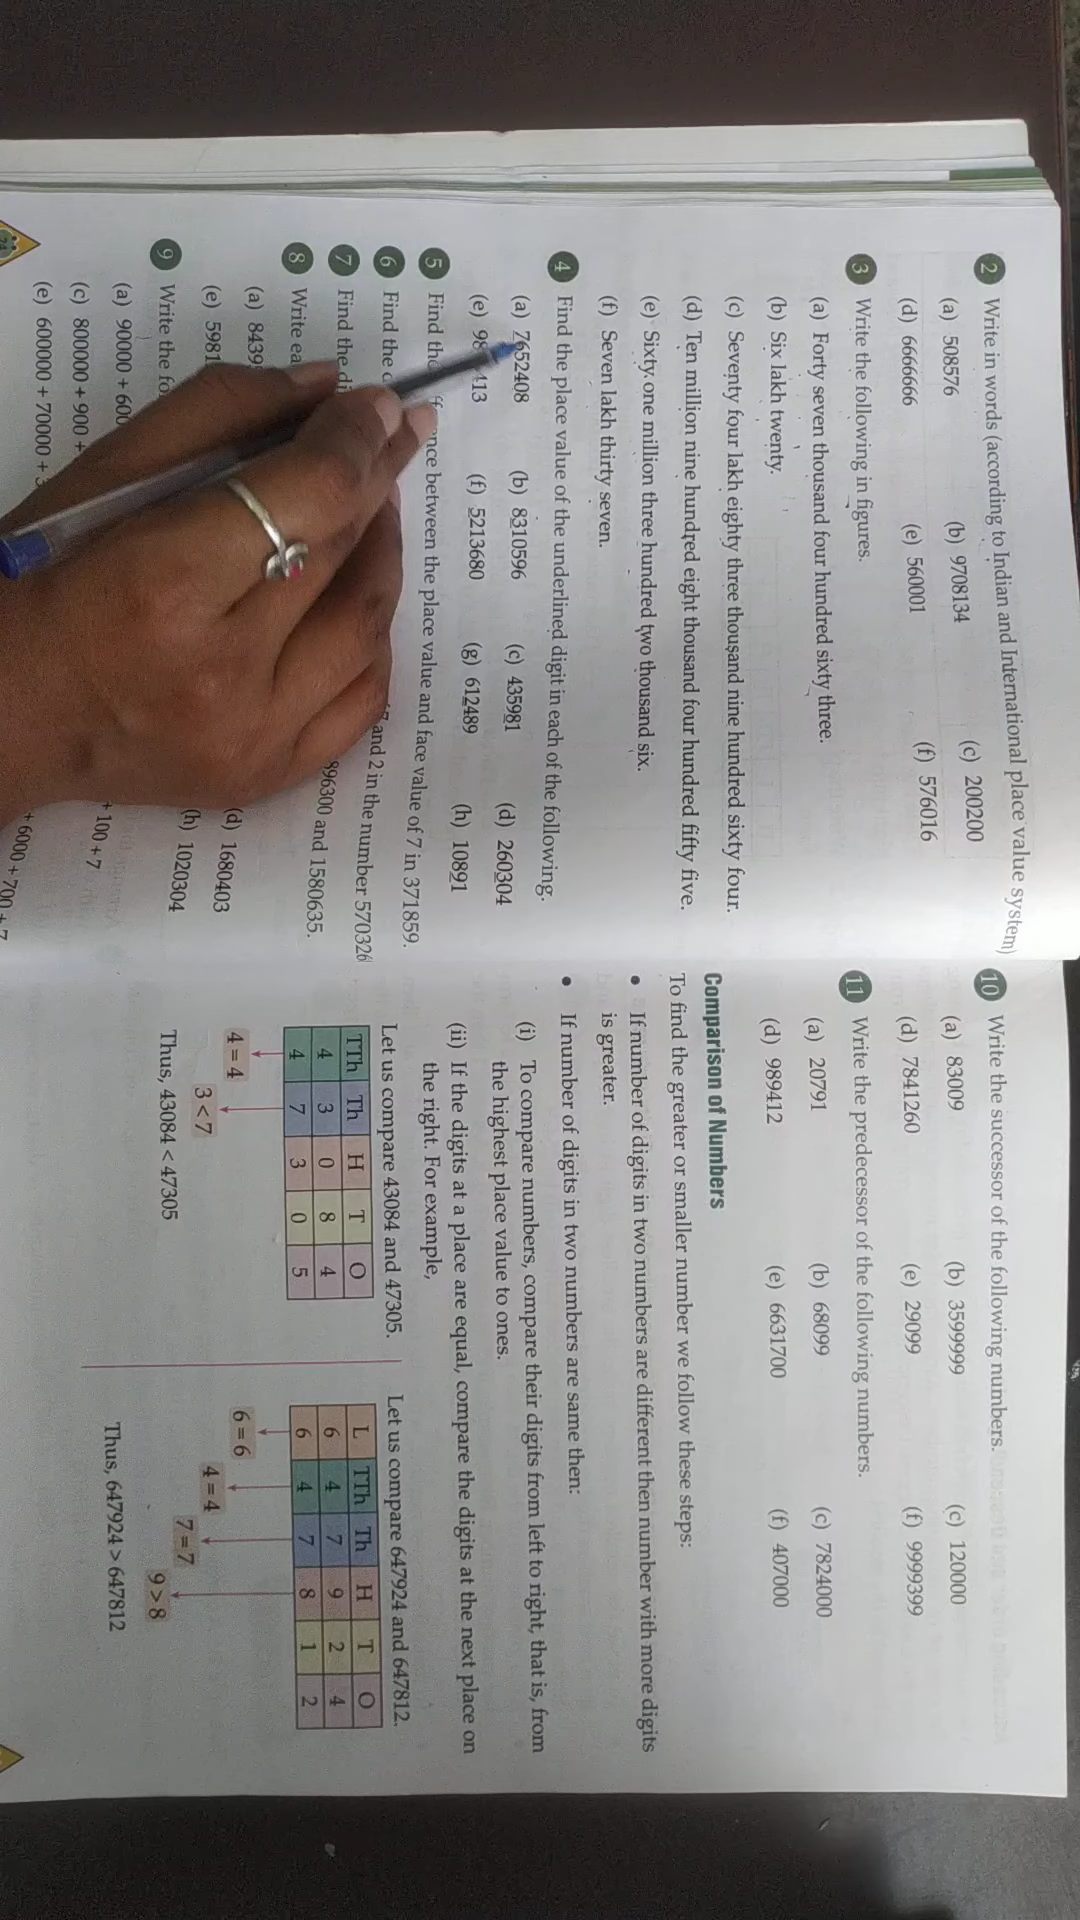 2 Write in words (according to Indian and International place value system)
(a) 508576 (b) 9708134 (c) 200200
(d) 6666666 (e) 560001 (f) 576016
3 Write the following in figures.
(a) Forty seven thousand four hundred sixty three.
(b) Six lakh twenty.
(c) Seventy four lakh eighty three thousand nine hundred sixty four.
(d) Ten million nine hundred eight thousand four hundred fifty five.
(e) Sixty one million three hundred two thousand six.
(f) Seven lakh thirty seven.
4 Find the place value of the underlined digit in each of the following.
(a) 7652408 (b) 8310596 (c) 435981 (d) 260304
(e) 413 (f) 5213680 (g) 612489 (h) 10891
5 Find between the place value and face value of 7 in 371859.
6 Find the and 2 in the number 570326
7 Find the 896300 and 1580635.
8 Write
(a) 8439 (d) 1680403
(e) 5981 (h) 1020304
9 Write the
(a) 90000 + 600 + 100 + 7
(c) 800000 + 900 + + 6000 + 700 + 7
(e) 600000 + 70000 +
24
10 Write the successor of the following numbers.
(a) 83009 (b) 3599999 (c) 120000
(d) 7841260 (e) 29099 (f) 9999399
11 Write the predecessor of the following numbers.
(a) 20791 (b) 68099 (c) 7824000
(d) 989412 (e) 6631700 (f) 407000
Comparison of Numbers
To find the greater or smaller number we follow these steps:
• If number of digits in two numbers are different then number with more digits
is greater.
• If number of digits in two numbers are same then:
(i) To compare numbers, compare their digits from left to right, that is, from
the highest place value to ones.
(ii) If the digits at a place are equal, compare the digits at the next place on
the right. For example,
Let us compare 43084 and 47305.
TTh Th H T O
4 3 0 8 4
4 7 3 0 5
4 = 4
3 < 7
Thus, 43084 < 47305
Let us compare 647924 and 647812.
L TTh Th H T O
6 4 7 9 2 4
6 4 7 8 1 2
6 = 6
4 = 4
7 = 7
9 > 8
Thus, 647924 > 647812